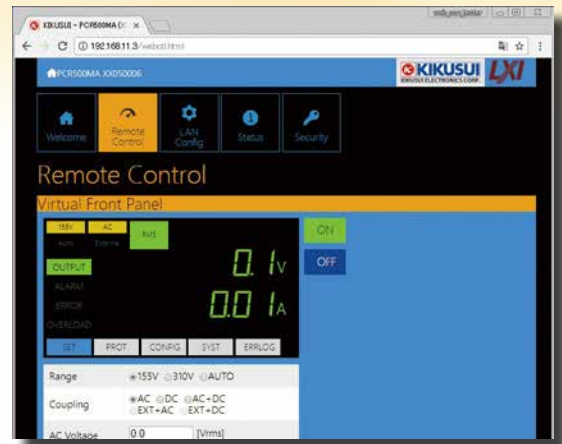 KIKUSUI - PCR500MA DC
192.168.11.3/webctl.html
PCR500MA XX050006
KIKUSUI LXI
KIKUSUI ELECTRONICS CORP.
Welcome Remote Control LAN Config Status Security
Remote Control
Virtual Front Panel
155V AC RMS ON
Auto External
OUTPUT 0.1V OFF
ALARM
ERROR 0.01A
OVERLOAD
SET PROT CONFIG SYST ERRLOG
Range 155V 310V AUTO
Coupling AC DC AC+DC
EXT+AC EXT+DC
AC Voltage 0.0 [Vrms]